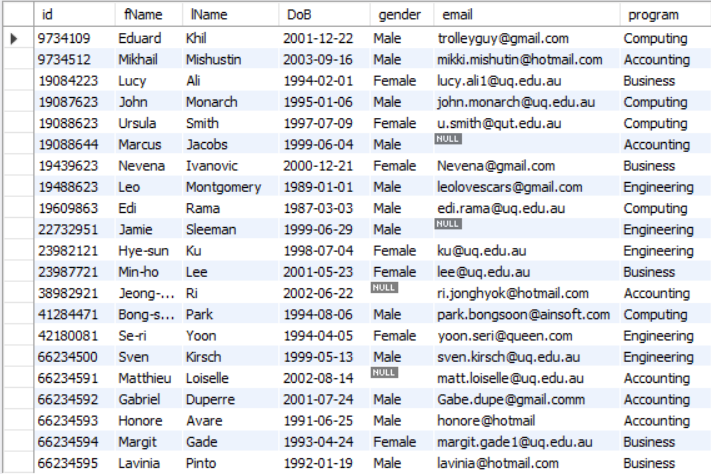 id fName lName DoB gender email program
9734109 Eduard Khil 2001-12-22 Male trolleyguy@gmail.com Computing
9734512 Mikhail Mishustin 2003-09-16 Male mikki.mishutin@hotmail.com Accounting
19084223 Lucy Ali 1994-02-01 Female lucy.ali1@uq.edu.au Business
19087623 John Monarch 1995-01-06 Male john.monarch@uq.edu.au Computing
19088623 Ursula Smith 1997-07-09 Female u.smith@qut.edu.au Computing
19088644 Marcus Jacobs 1999-06-04 Male NULL Accounting
19439623 Nevena Ivanovic 2000-12-21 Female Nevena@gmail.com Business
19488623 Leo Montgomery 1989-01-01 Male leolovescars@gmail.com Engineering
19609863 Edi Rama 1987-03-03 Male edi.rama@uq.edu.au Computing
22732951 Jamie Sleeman 1999-06-29 Male NULL Engineering
23982121 Hye-sun Ku 1998-07-04 Female ku@uq.edu.au Engineering
23987721 Min-ho Lee 2001-05-23 Female lee@uq.edu.au Business
38982921 Jeong-... Ri 2002-06-22 NULL ri.jonghyok@hotmail.com Accounting
41284471 Bong-s... Park 1994-08-06 Male park.bongsoon@ainsoft.com Computing
42180081 Se-ri Yoon 1994-04-05 Female yoon.seri@queen.com Engineering
66234500 Sven Kirsch 1999-05-13 Male sven.kirsch@uq.edu.au Engineering
66234591 Matthieu Loiselle 2002-08-14 NULL matt.loiselle@uq.edu.au Accounting
66234592 Gabriel Duperre 2001-07-24 Male Gabe.dupe@gmail.comm Accounting
66234593 Honore Avare 1991-06-25 Male honore@hotmail Accounting
66234594 Margit Gade 1993-04-24 Female margit.gade1@uq.edu.au Business
66234595 Lavinia Pinto 1992-01-19 Male lavinia@hotmail.com Business